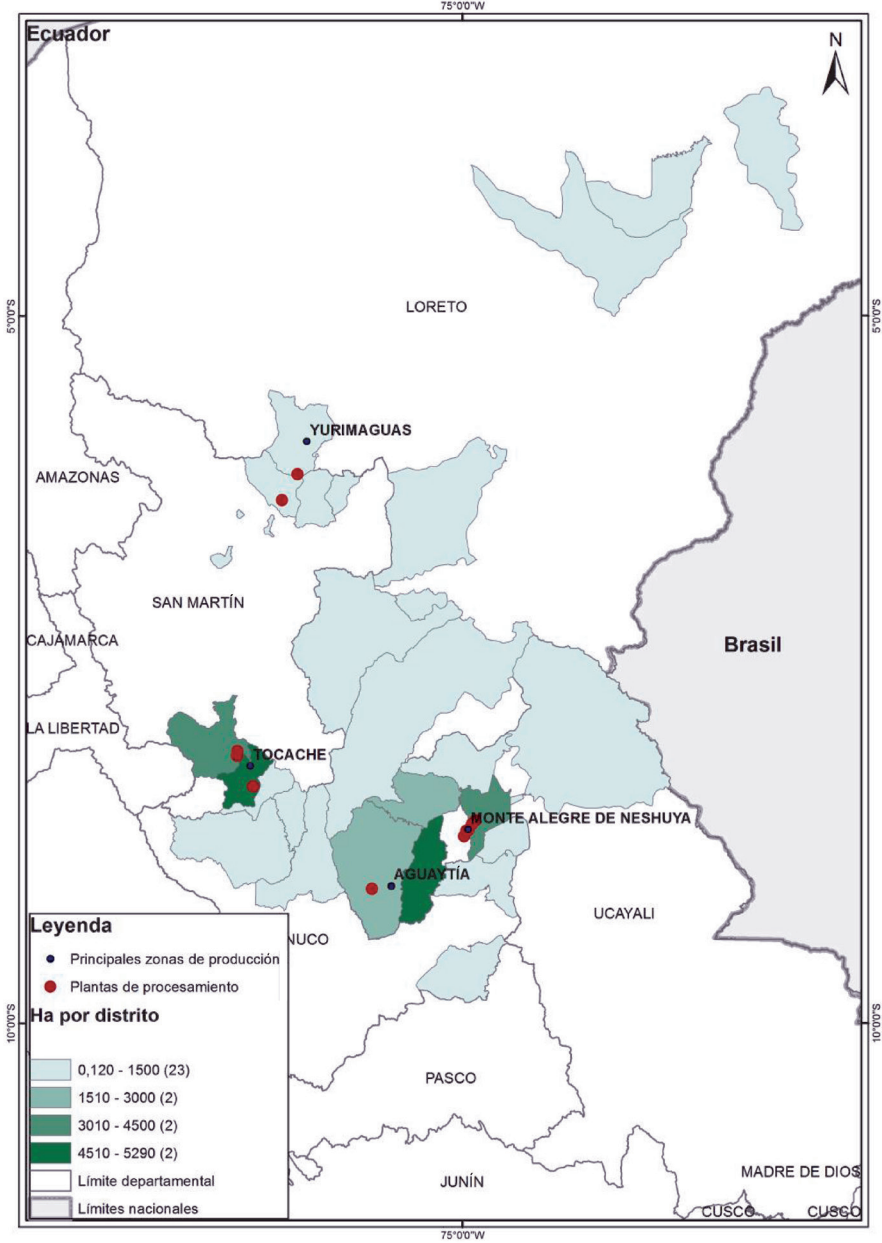 75°0'0"W
Ecuador
N
LORETO
5°0'0"S
5°0'0"S
YURIMAGUAS
AMAZONAS
SAN MARTÍN
CAJAMARCA
Brasil
LA LIBERTAD
TOCACHE
MONTE ALEGRE DE NESHUYA
AGUAYTÍA
UCAYALI
NUCO
Leyenda
Principales zonas de producción
Plantas de procesamiento
Ha por distrito
0,120 - 1500 (23)
1510 - 3000 (2)
3010 - 4500 (2)
4510 - 5290 (2)
Límite departamental
Límites nacionales
10°0'0"S
10°0'0"S
PASCO
JUNÍN
MADRE DE DIOS
CUSCO
CUSCO
75°0'0"W